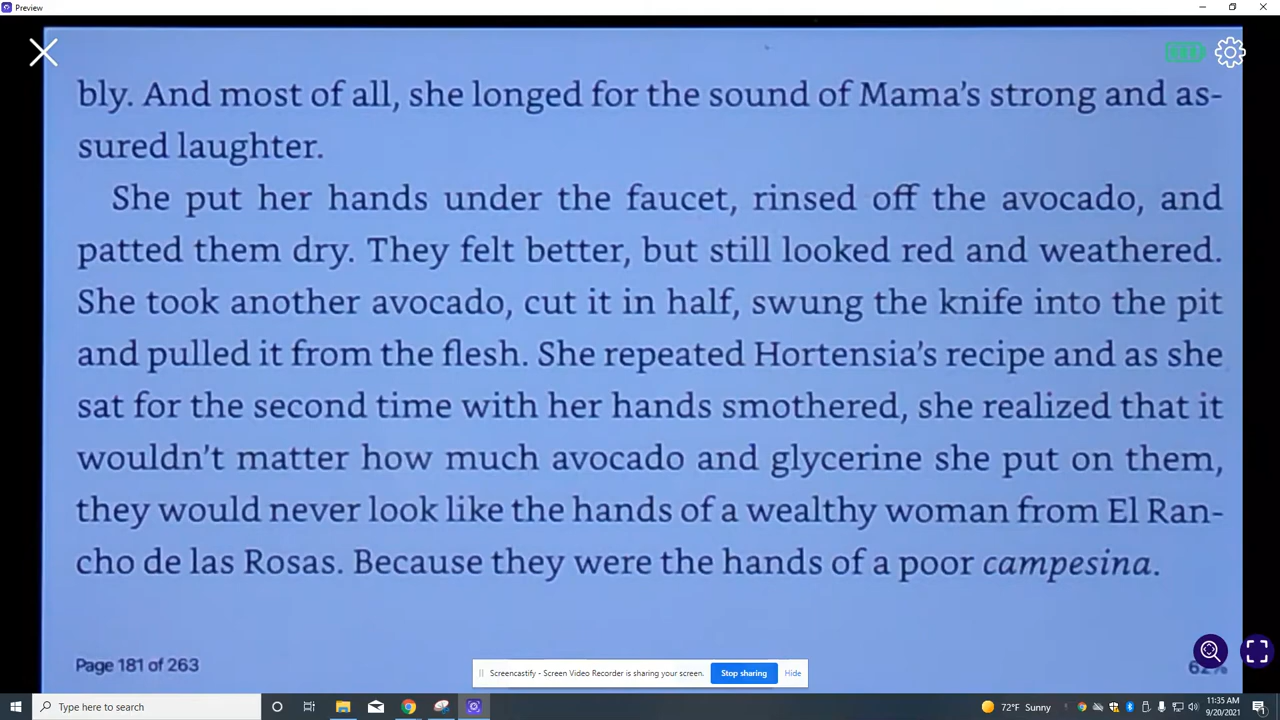 Preview
bly. And most of all, she longed for the sound of Mama's strong and as-
sured laughter.
She put her hands under the faucet, rinsed off the avocado, and
patted them dry. They felt better, but still looked red and weathered.
She took another avocado, cut it in half, swung the knife into the pit
and pulled it from the flesh. She repeated Hortensia's recipe and as she
sat for the second time with her hands smothered, she realized that it
wouldn't matter how much avocado and glycerine she put on them,
they would never look like the hands of a wealthy woman from El Ran-
cho de las Rosas. Because they were the hands of a poor campesina.
Page 181 of 263
Screencastify - Screen Video Recorder is sharing your screen. Stop sharing Hide
Type here to search
72°F Sunny
11:35 AM
9/20/2021